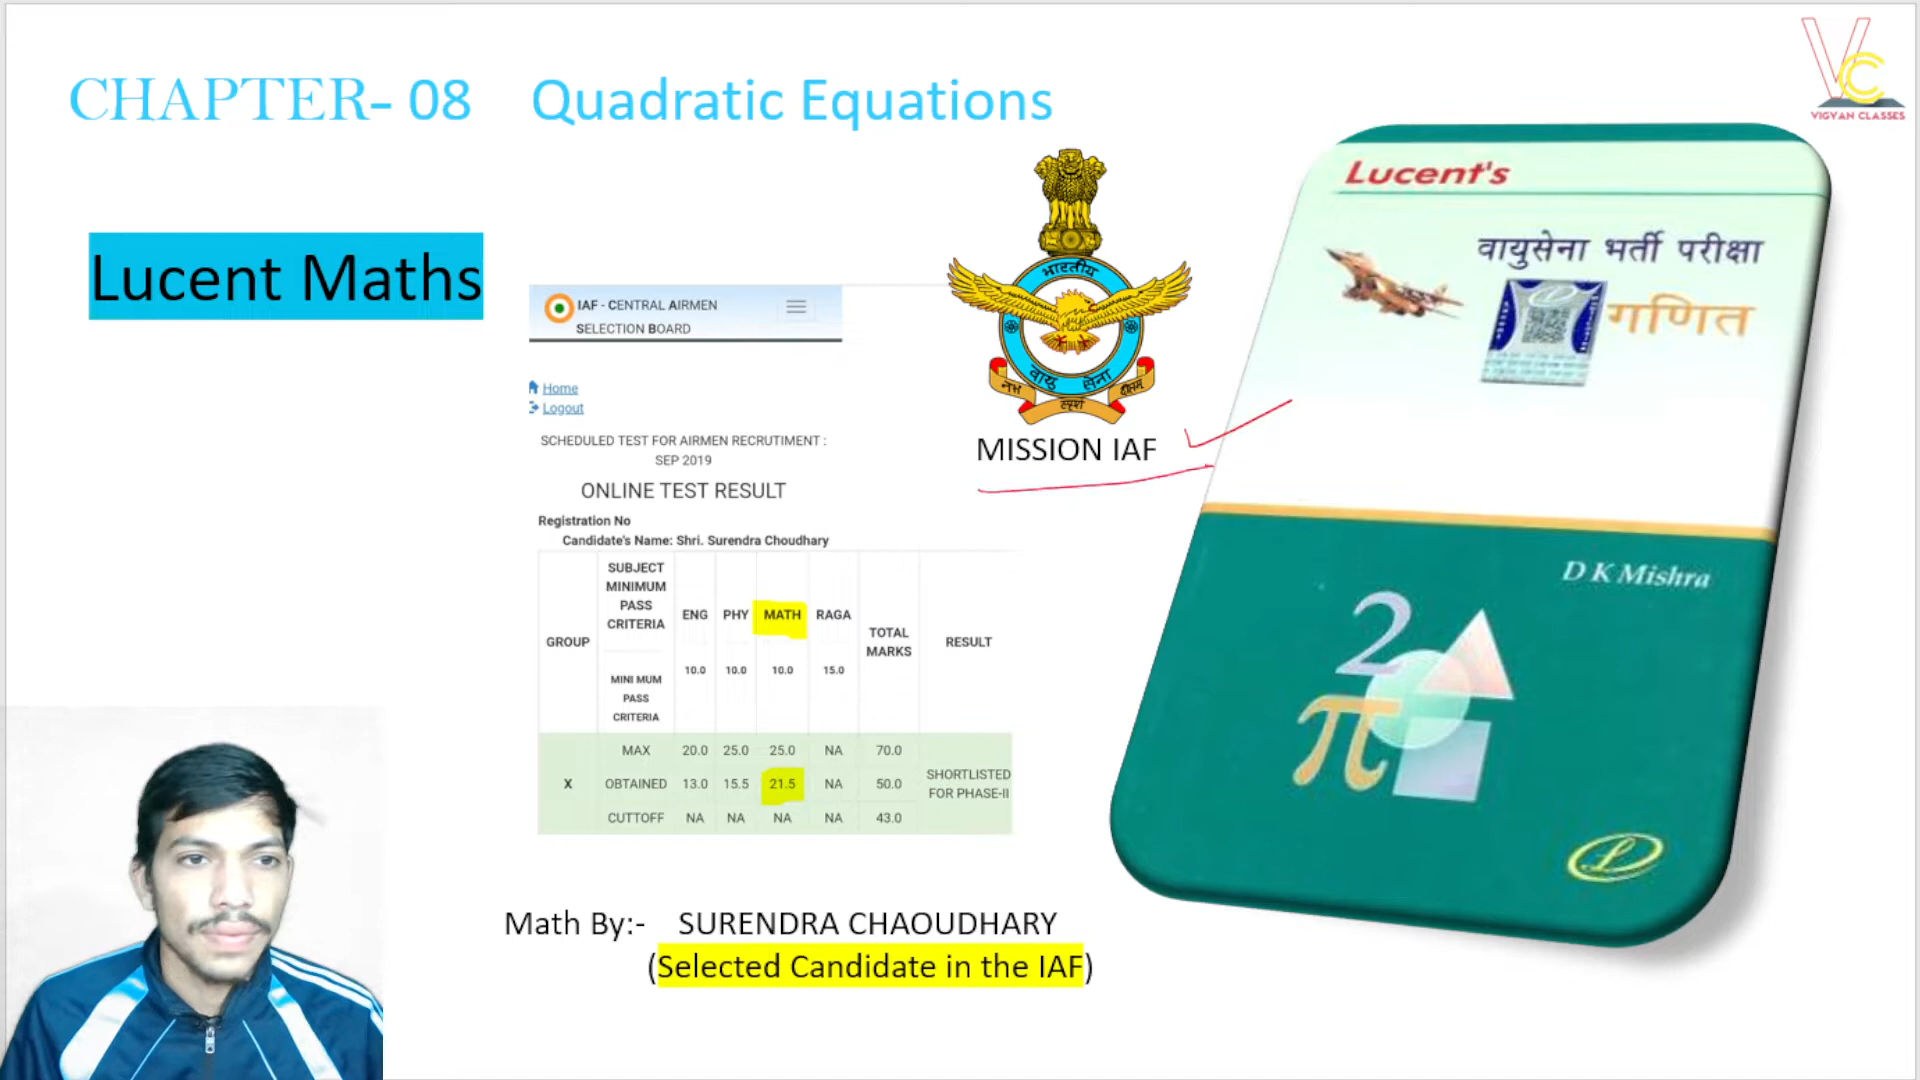 CHAPTER- 08 Quadratic Equations
VC
VIGYAN CLASSES
Lucent Maths
IAF - CENTRAL AIRMEN
SELECTION BOARD
Home
Logout
SCHEDULED TEST FOR AIRMEN RECRUTIMENT :
SEP 2019
ONLINE TEST RESULT
Registration No
Candidate's Name: Shri. Surendra Choudhary
GROUP
SUBJECT
MINIMUM
PASS
CRITERIA
MINI MUM
PASS
CRITERIA
ENG PHY MATH RAGA
10.0 10.0 10.0 15.0
TOTAL
MARKS
RESULT
X
MAX 20.0 25.0 25.0 NA 70.0
OBTAINED 13.0 15.5 21.5 NA 50.0
CUTTOFF NA NA NA NA 43.0
SHORTLISTED
FOR PHASE-II
भारतीय
वायु सेना
नभ स्पृशं दीप्तम्
MISSION IAF
Lucent's
वायुसेना भर्ती परीक्षा
गणित
D K Mishra
2
π
L
Math By:- SURENDRA CHAOUDHARY
(Selected Candidate in the IAF)